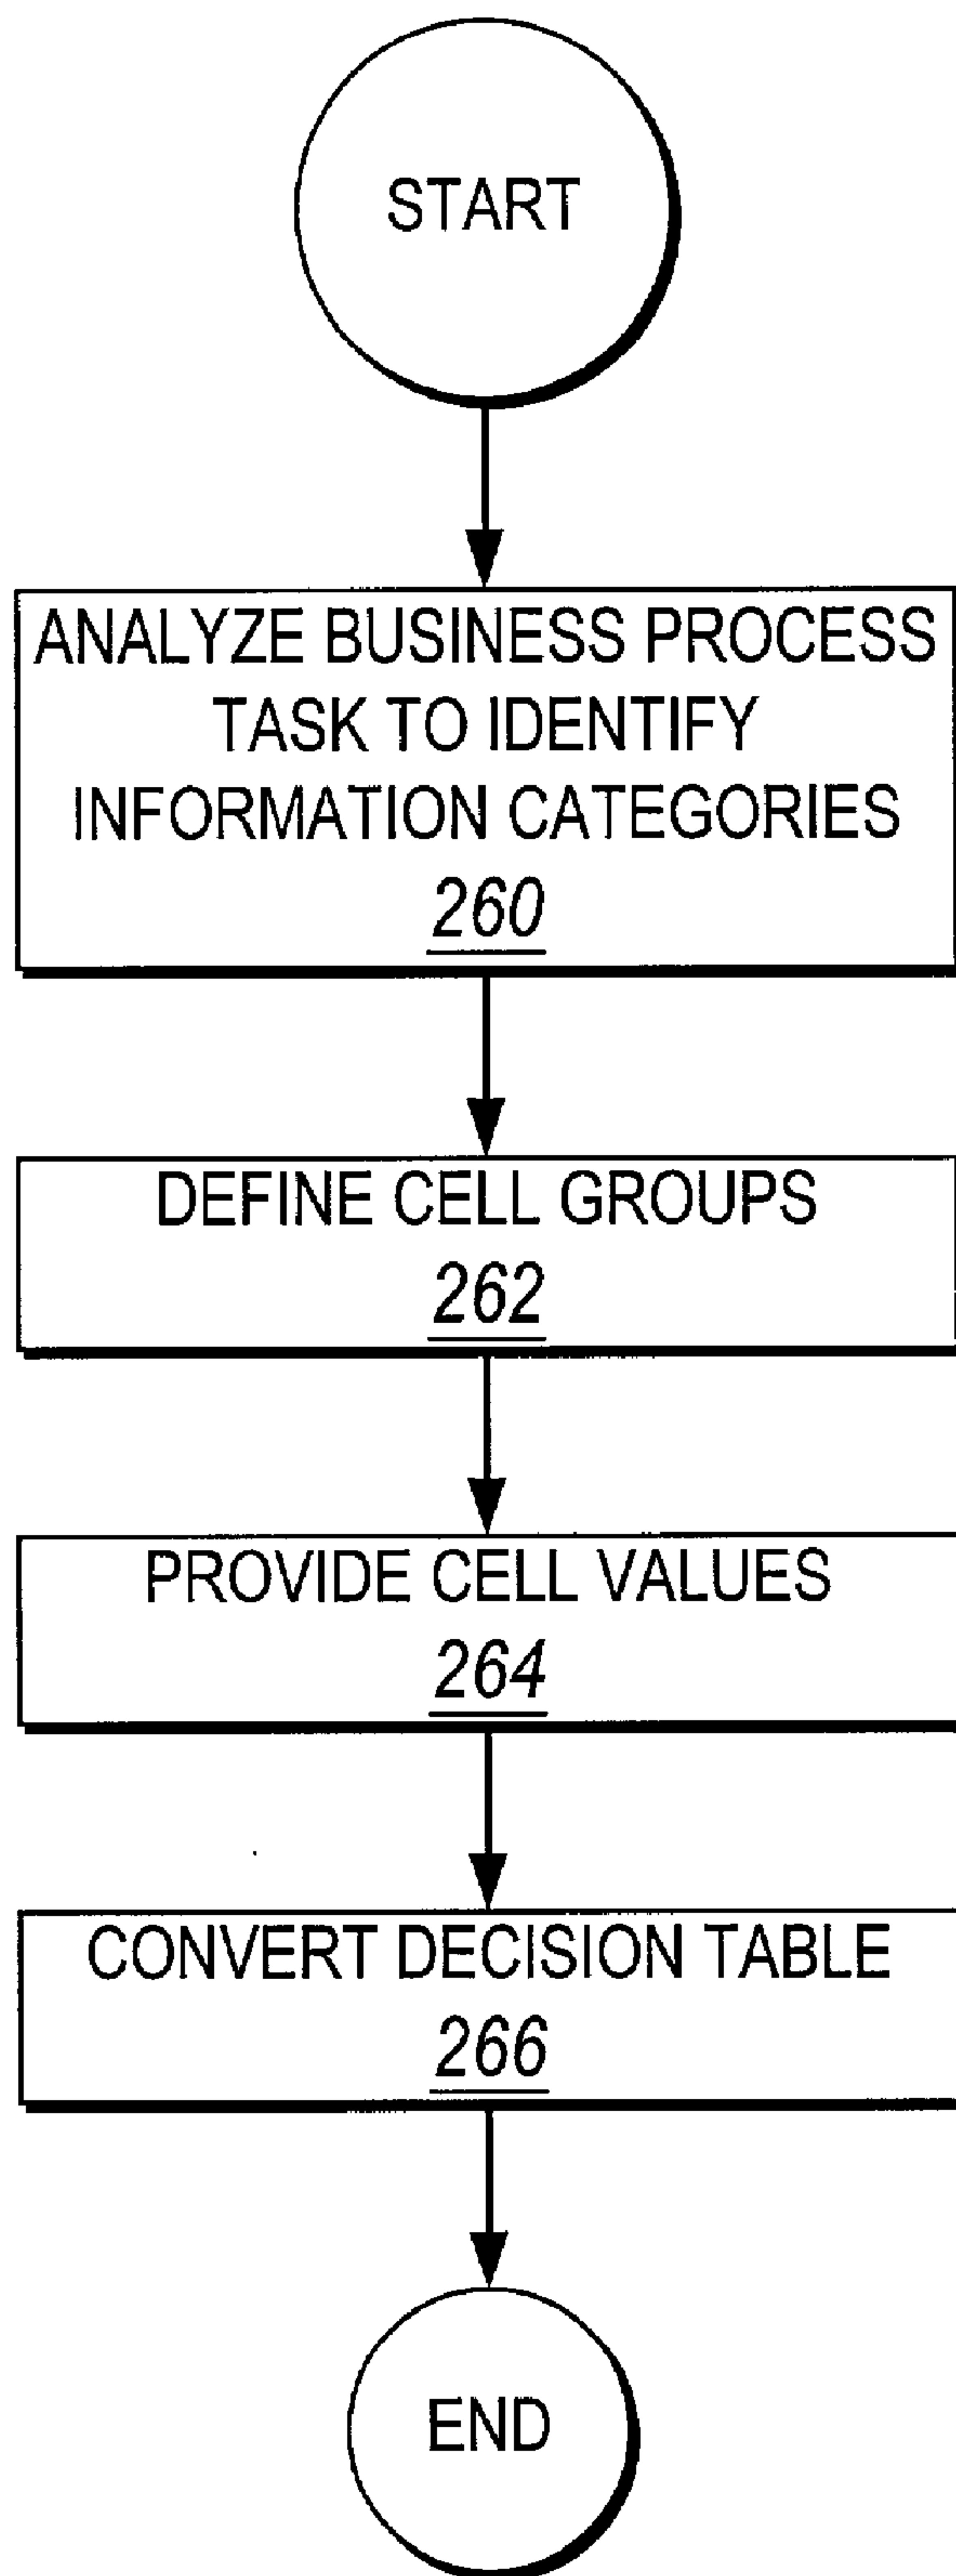 START
ANALYZE BUSINESS PROCESS
TASK TO IDENTIFY
INFORMATION CATEGORIES
260
DEFINE CELL GROUPS
262
PROVIDE CELL VALUES
264
CONVERT DECISION TABLE
266
END